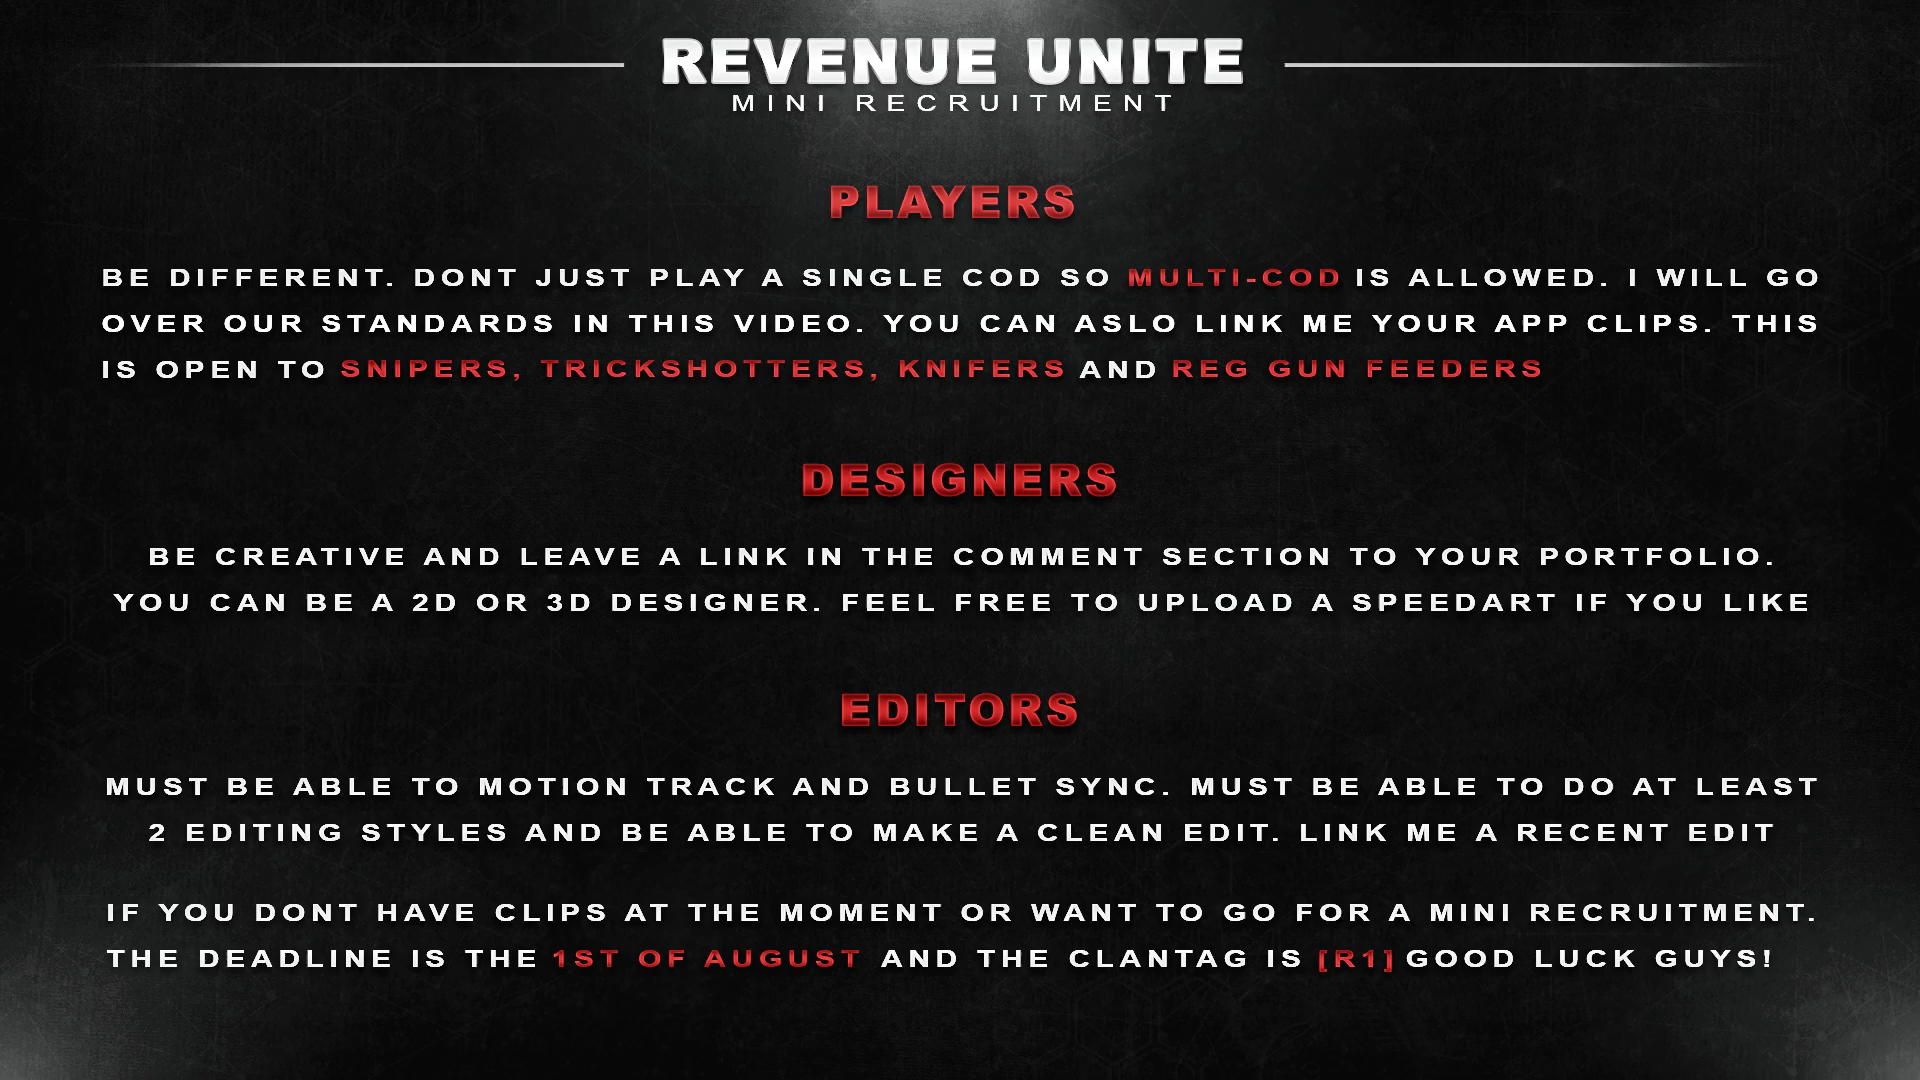 REVENUE UNITE
MINI RECRUITMENT
PLAYERS
BE DIFFERENT. DONT JUST PLAY A SINGLE COD SO MULTI-COD IS ALLOWED. I WILL GO
OVER OUR STANDARDS IN THIS VIDEO. YOU CAN ASLO LINK ME YOUR APP CLIPS. THIS
IS OPEN TO SNIPERS, TRICKSHOTTERS, KNIFERS AND REG GUN FEEDERS
DESIGNERS
BE CREATIVE AND LEAVE A LINK IN THE COMMENT SECTION TO YOUR PORTFOLIO.
YOU CAN BE A 2D OR 3D DESIGNER. FEEL FREE TO UPLOAD A SPEEDART IF YOU LIKE
EDITORS
MUST BE ABLE TO MOTION TRACK AND BULLET SYNC. MUST BE ABLE TO DO AT LEAST
2 EDITING STYLES AND BE ABLE TO MAKE A CLEAN EDIT. LINK ME A RECENT EDIT
IF YOU DONT HAVE CLIPS AT THE MOMENT OR WANT TO GO FOR A MINI RECRUITMENT.
THE DEADLINE IS THE 1ST OF AUGUST AND THE CLANTAG IS [R1] GOOD LUCK GUYS!